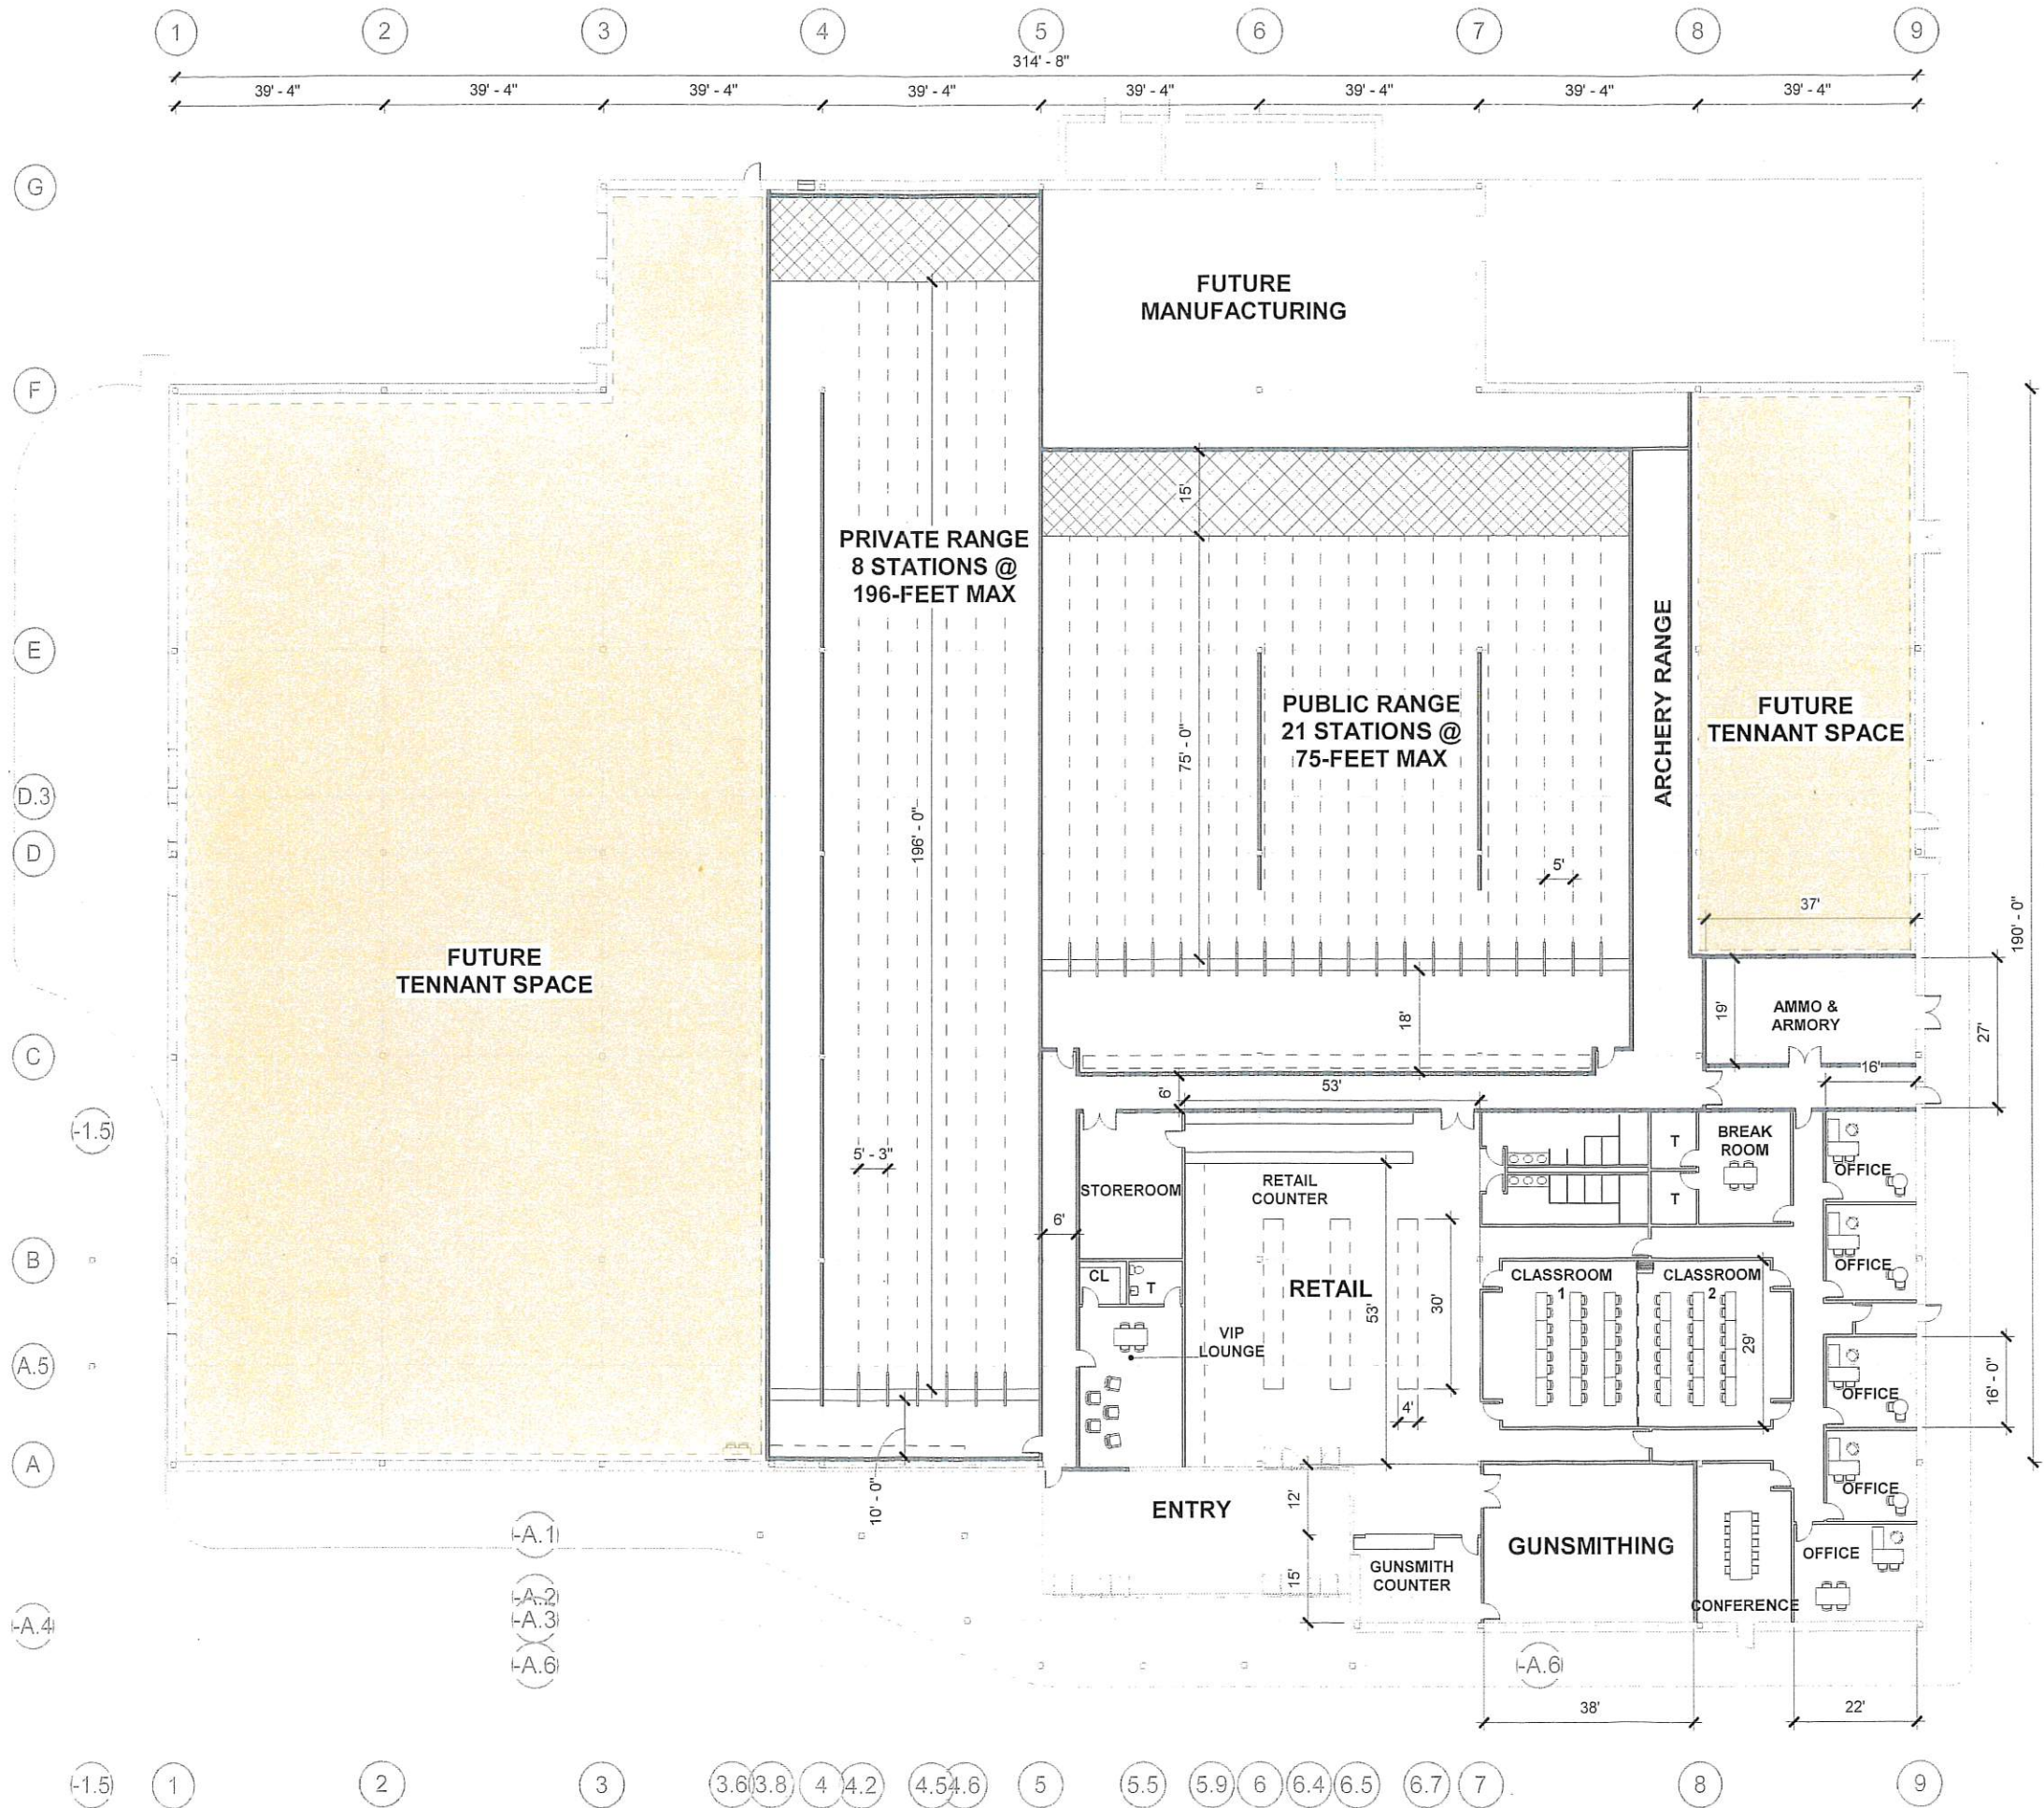 1 2 3 4 5 6 7 8 9
314' - 8"
39' - 4" 39' - 4" 39' - 4" 39' - 4" 39' - 4" 39' - 4" 39' - 4" 39' - 4"
G
FUTURE
MANUFACTURING
F
15'
PRIVATE RANGE
8 STATIONS @
196-FEET MAX
E
ARCHERY RANGE
PUBLIC RANGE
21 STATIONS @
75-FEET MAX
FUTURE
TENNANT SPACE
75' - 0"
D.3
196' - 0"
D
5'
37'
190' - 0"
FUTURE
TENNANT SPACE
AMMO &
ARMORY
19'
18'
27'
C
16'
6'
53'
(-1.5)
T
BREAK
ROOM
5' - 3"
OFFICE
STOREROOM
RETAIL
COUNTER
T
6'
B
OFFICE
CL
T
CLASSROOM
1
CLASSROOM
2
RETAIL
53'
30'
VIP
LOUNGE
29'
A.5
OFFICE
16' - 0"
4'
A
OFFICE
10' - 0"
12'
ENTRY
-A.1
GUNSMITHING
OFFICE
GUNSMITH
COUNTER
15'
-A.2
CONFERENCE
-A.3
-A.4
-A.6
-A.6
38'
22'
(-1.5) 1 2 3 3.6 3.8 4 4.2 4.5 4.6 5 5.5 5.9 6 6.4 6.5 6.7 7 8 9